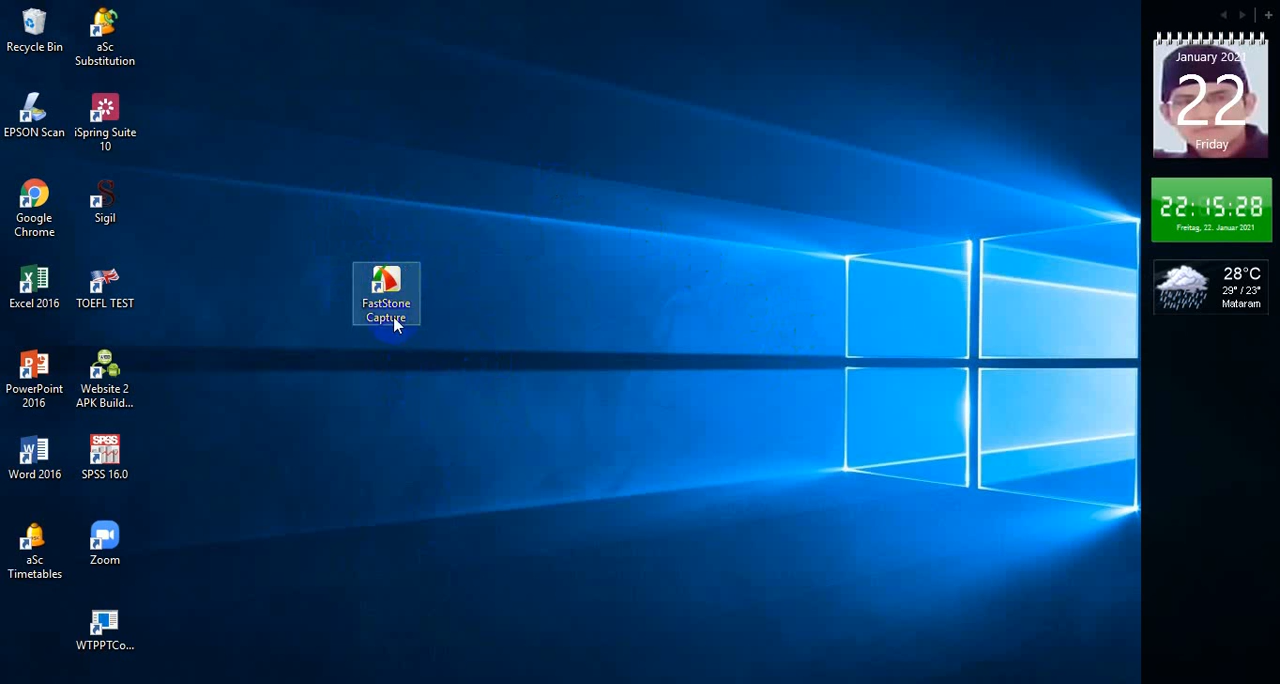 Recycle Bin
aSc
Substitution
EPSON Scan
iSpring Suite
10
Google
Chrome
Sigil
Excel 2016
TOEFL TEST
PowerPoint
2016
Website 2
APK Build...
Word 2016
SPSS
SPSS 16.0
aSc
Timetables
Zoom
WTPPTCo...
FastStone
Capture
January 2021
22
Friday
22:15:28
Freitag, 22. Januar 2021
28°C
29° / 23°
Mataram